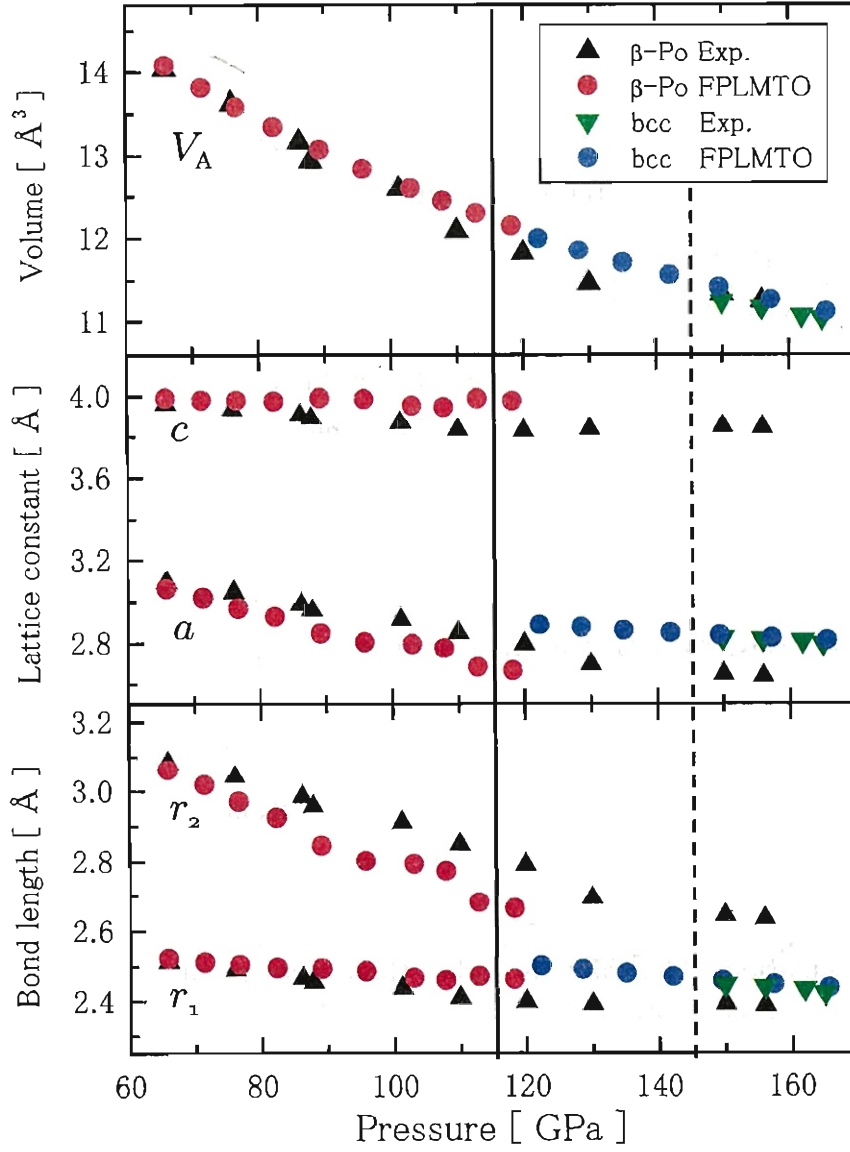 β-Po Exp.
β-Po FPLMTO
bcc Exp.
bcc FPLMTO
Volume [ Å³ ]
14
13
12
11
V_A
Lattice constant [ Å ]
4.0
3.6
3.2
2.8
c
a
Bond length [ Å ]
3.2
3.0
2.8
2.6
2.4
r₂
r₁
60 80 100 120 140 160
Pressure [ GPa ]